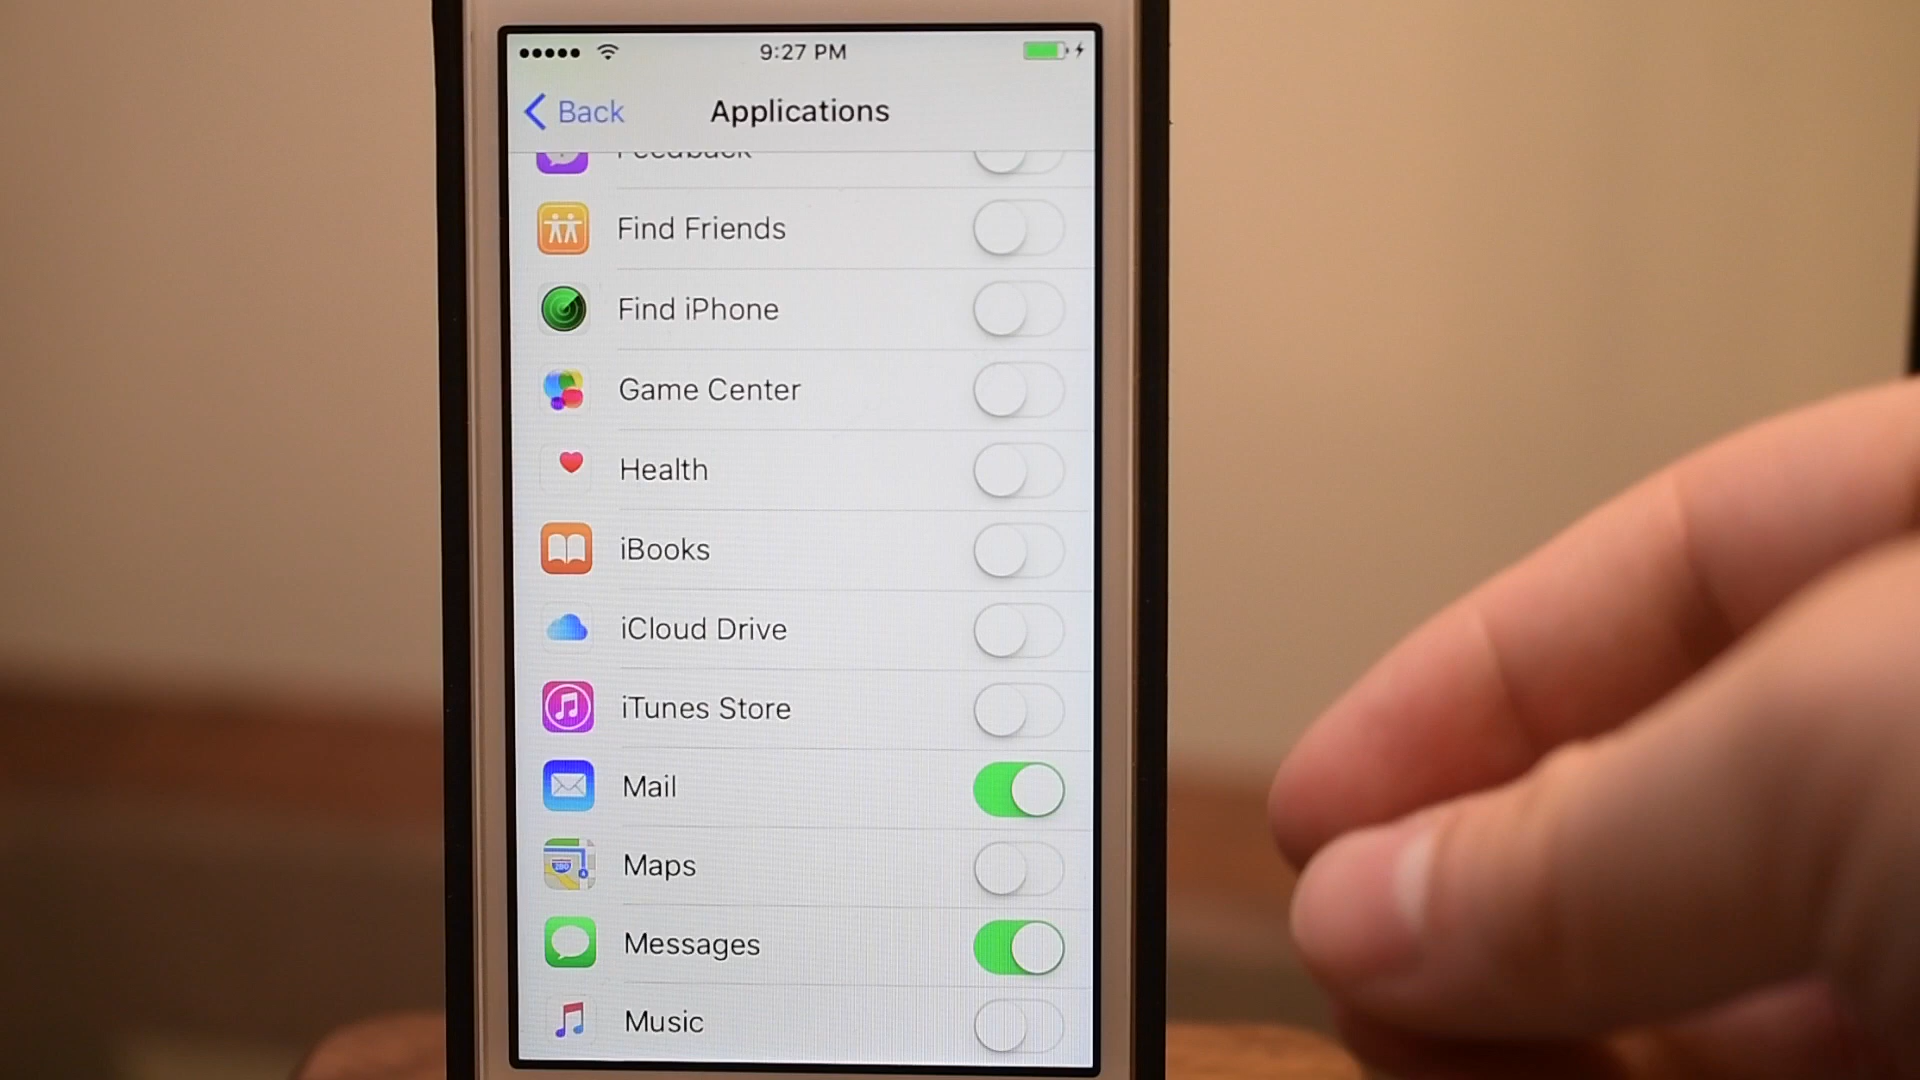 9:27 PM
Back
Applications
Feedback
Find Friends
Find iPhone
Game Center
Health
iBooks
iCloud Drive
iTunes Store
Mail
Maps
Messages
Music